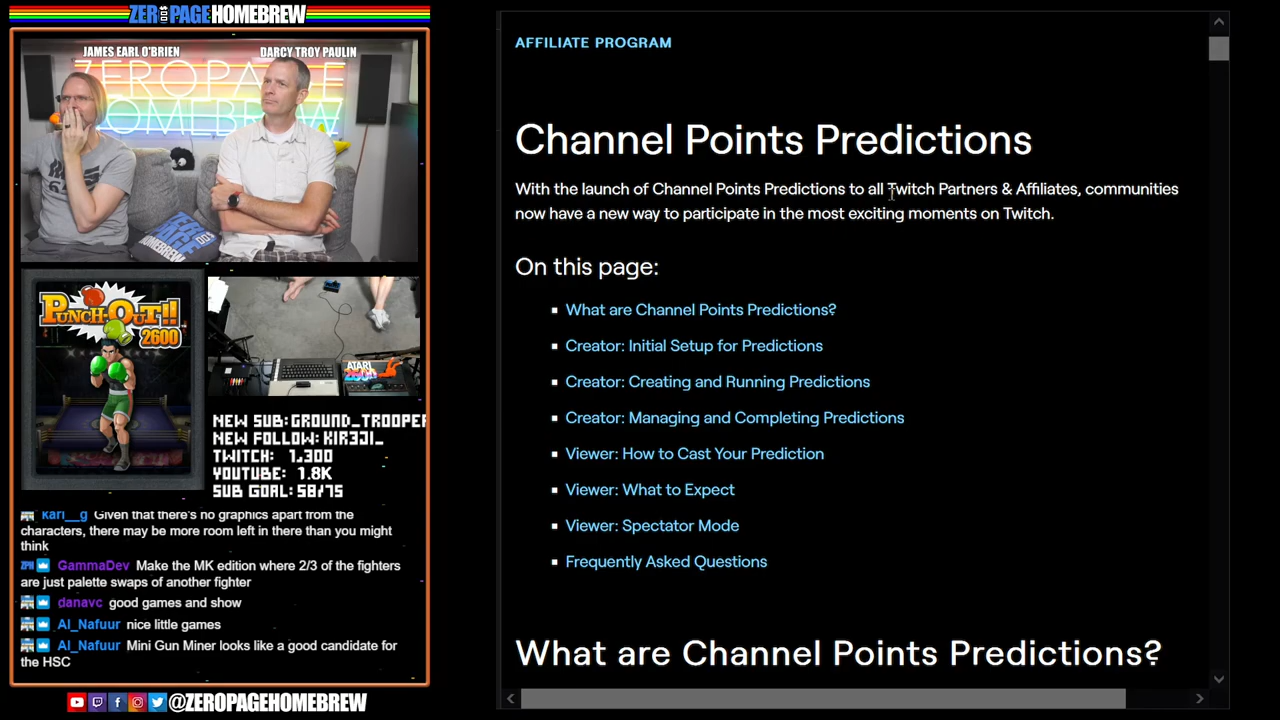 ZEROPAGEHOMEBREW
JAMES EARL O'BRIEN
DARCY TROY PAULIN
ZEROPAGE
HOMEBREW
PUNCH-OUT!!
2600
ATARI
2600
NEW SUB:GROUND_TROOPER
NEW FOLLOW:KIR3JI_
TWITCH: 1,300
YOUTUBE: 1.8K
SUB GOAL:58/75
kari__g Given that there's no graphics apart from the
characters, there may be more room left in there than you might
think
GammaDev Make the MK edition where 2/3 of the fighters
are just palette swaps of another fighter
danavc good games and show
Al_Nafuur nice little games
Al_Nafuur Mini Gun Miner looks like a good candidate for
the HSC
@ZEROPAGEHOMEBREW
AFFILIATE PROGRAM
Channel Points Predictions
With the launch of Channel Points Predictions to all Twitch Partners & Affiliates, communities
now have a new way to participate in the most exciting moments on Twitch.
On this page:
What are Channel Points Predictions?
Creator: Initial Setup for Predictions
Creator: Creating and Running Predictions
Creator: Managing and Completing Predictions
Viewer: How to Cast Your Prediction
Viewer: What to Expect
Viewer: Spectator Mode
Frequently Asked Questions
What are Channel Points Predictions?